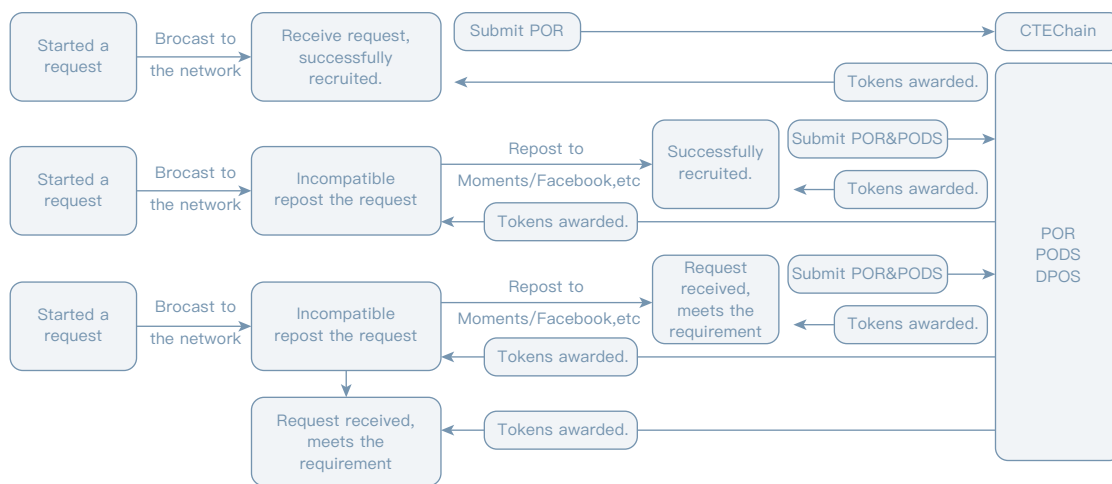 Started a
request
Brocast to
the network
Receive request,
successfully
recruited.
Submit POR
CTEChain
Tokens awarded.
Started a
request
Brocast to
the network
Incompatible
repost the request
Repost to
Moments/Facebook,etc
Successfully
recruited.
Submit POR&PODS
Tokens awarded.
Tokens awarded.
POR
PODS
DPOS
Started a
request
Brocast to
the network
Incompatible
repost the request
Repost to
Moments/Facebook,etc
Request
received,
meets the
requirement
Submit POR&PODS
Tokens awarded.
Tokens awarded.
Request received,
meets the
requirement
Tokens awarded.